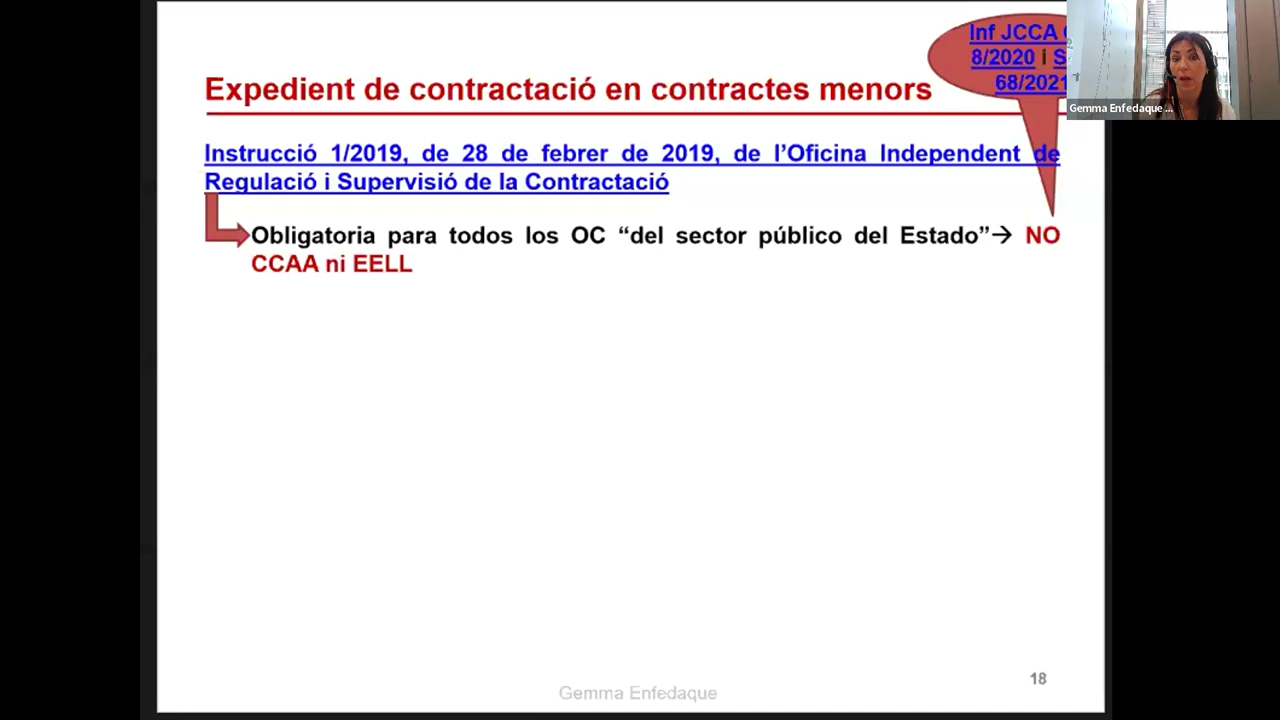 Inf JCCA
8/2020 i
68/2021
Expedient de contractació en contractes menors
Gemma Enfedaque ...
Instrucció 1/2019, de 28 de febrer de 2019, de l’Oficina Independent de
Regulació i Supervisió de la Contractació
Obligatoria para todos los OC “del sector público del Estado”→ NO
CCAA ni EELL
18
Gemma Enfedaque